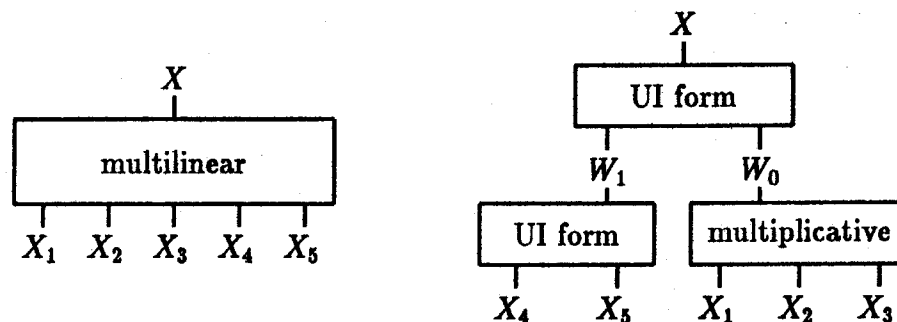 X
multilinear
X₁ X₂ X₃ X₄ X₅
X
UI form
W₁ W₀
UI form multiplicative
X₄ X₅ X₁ X₂ X₃